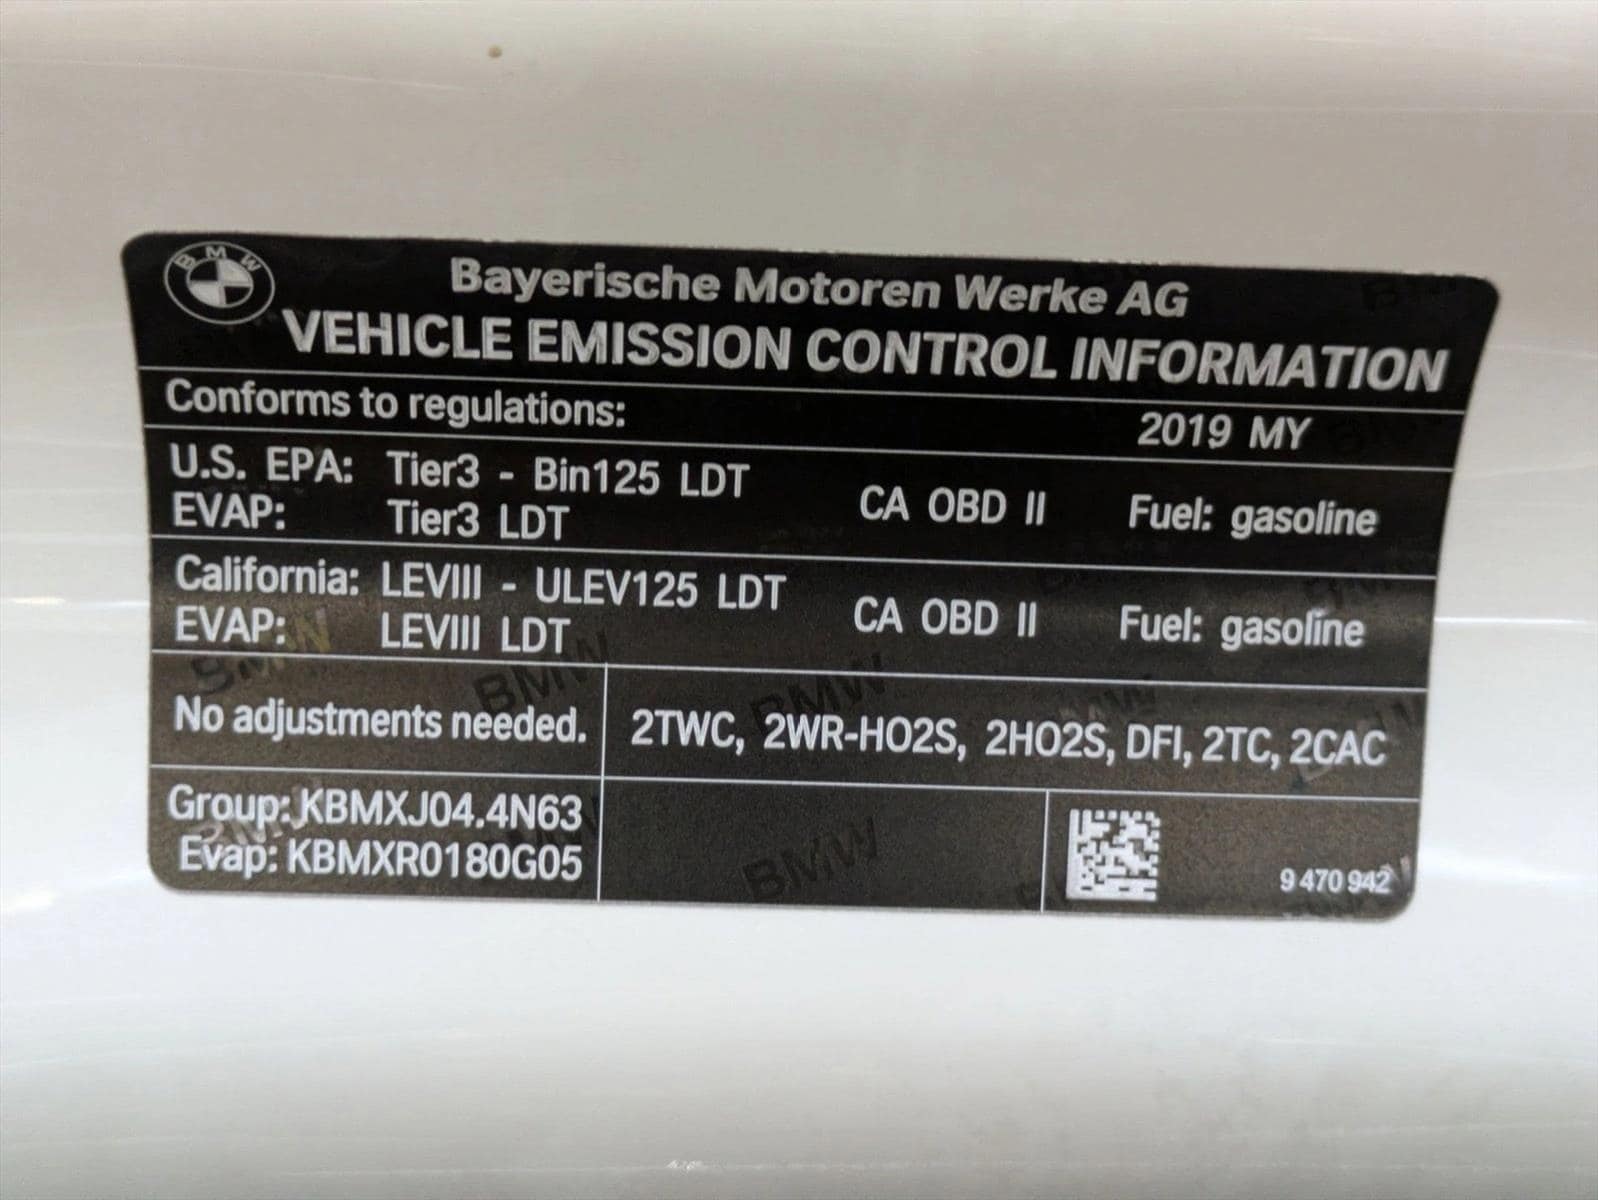 BMW
Bayerische Motoren Werke AG
VEHICLE EMISSION CONTROL INFORMATION
Conforms to regulations: 2019 MY
U.S. EPA: Tier3 - Bin125 LDT
EVAP: Tier3 LDT
CA OBD II Fuel: gasoline
California: LEVIII - ULEV125 LDT
EVAP: LEVIII LDT
CA OBD II Fuel: gasoline
No adjustments needed. 2TWC, 2WR-HO2S, 2HO2S, DFI, 2TC, 2CAC
Group: KBMXJ04.4N63
Evap: KBMXR0180G05
9 470 942